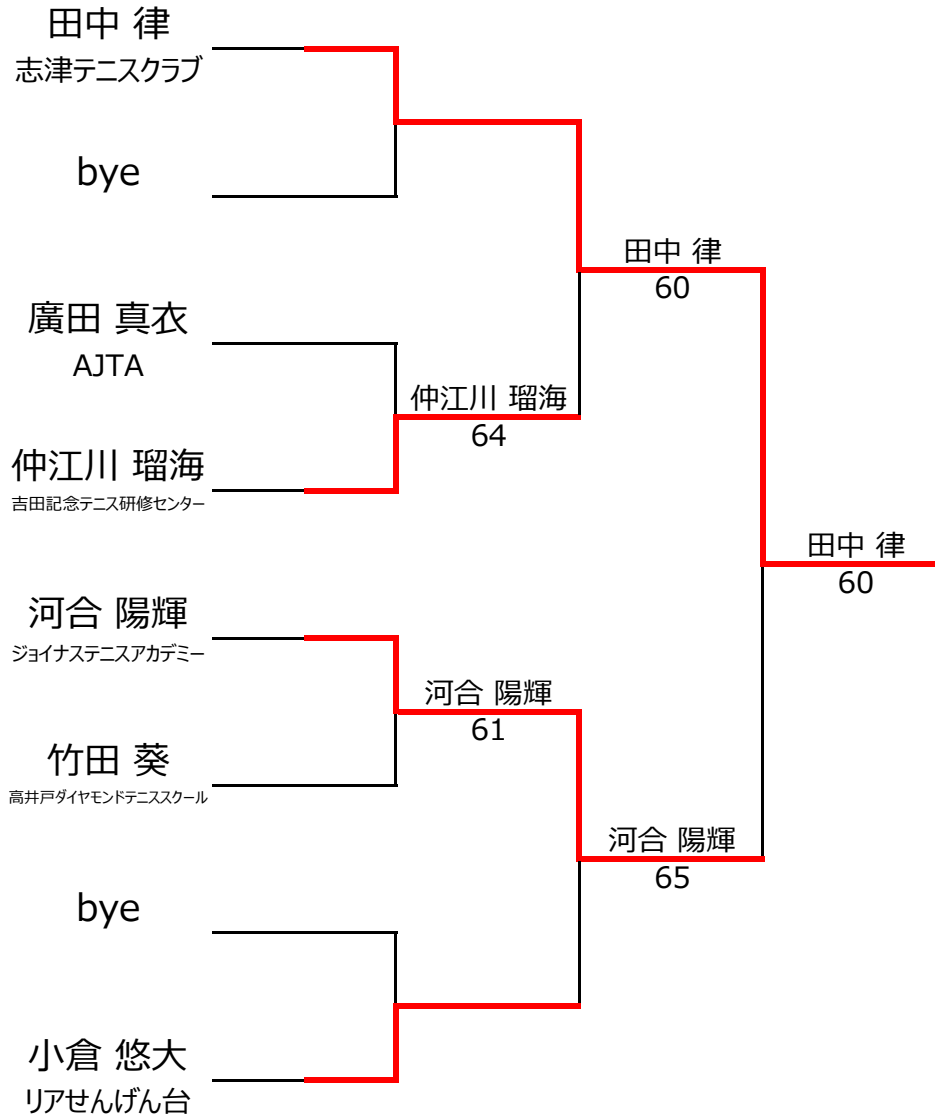 田中 律
志津テニスクラブ
bye
廣田 真衣
AJTA
仲江川 瑠海
吉田記念テニス研修センター
河合 陽輝
ジョイナステニスアカデミー
竹田 葵
高井戸ダイヤモンドテニススクール
bye
小倉 悠大
リアせんげん台
仲江川 瑠海
64
河合 陽輝
61
田中 律
60
河合 陽輝
65
田中 律
60